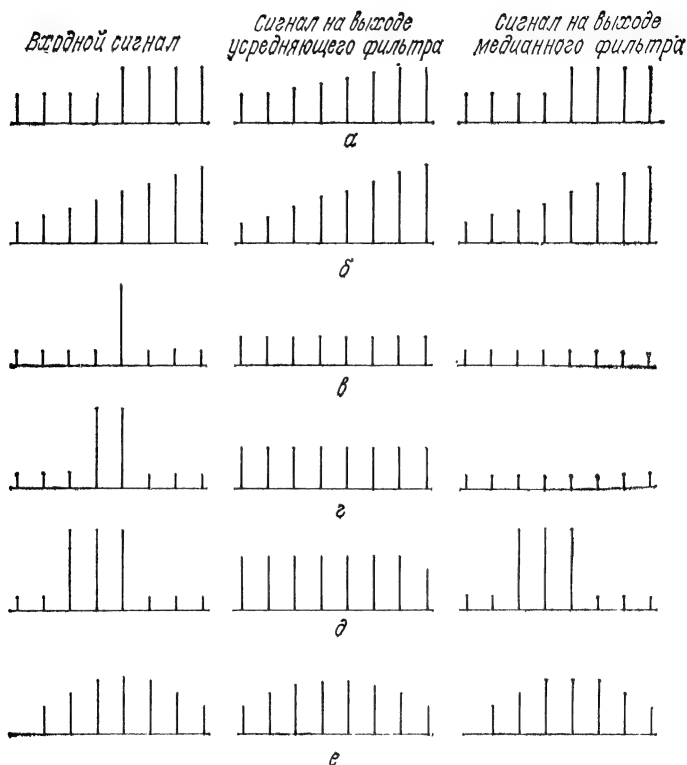 Входной сигнал
Сигнал на выходе
усредняющего фильтра
Сигнал на выходе
медианного фильтра
а
б
в
г
д
е